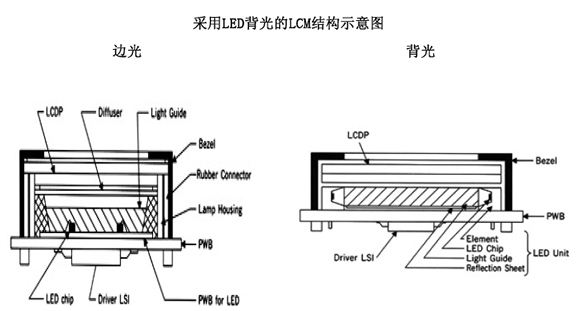 采用LED背光的LCM结构示意图
边光
背光
LCDP
Diffuser
Light Guide
Bezel
Rubber Connector
Lamp Housing
PWB
LED chip
Driver LSI
PWB for LED
LCDP
Bezel
PWB
Element
LED Chip
LED Unit
Driver LSI
Light Guide
Reflection Sheet